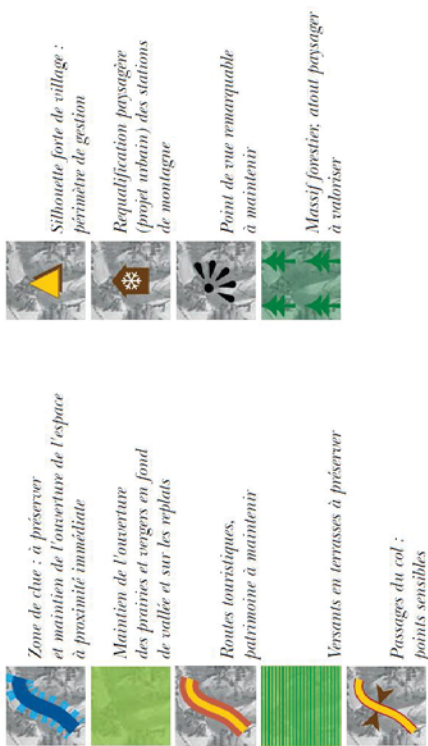 Zone de clue : à préserver
et maintien de l'ouverture de l'espace
à proximité immédiate
Maintien de l'ouverture
des prairies et vergers en fond
de vallée et sur les replats
Routes touristiques,
patrimoine à maintenir
Versants en terrasses à préserver
Passages du col :
points sensibles
Silhouette forte de village :
périmètre de gestion
Requalification paysagère
(projet urbain) des stations
de montagne
Point de vue remarquable
à maintenir
Massif forestier, atout paysager
à valoriser